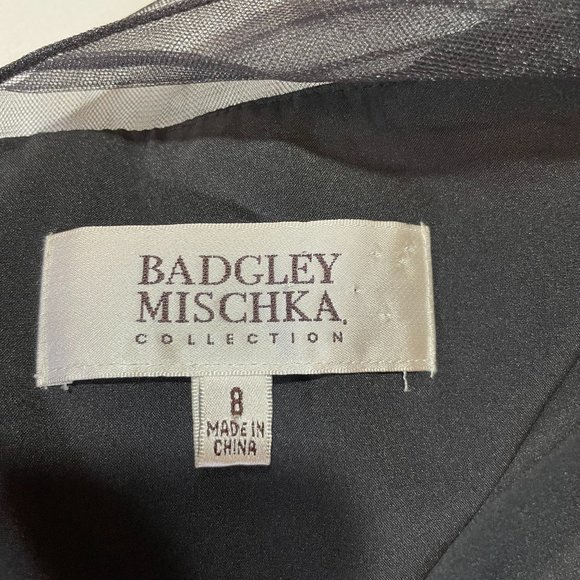 BADGLEY
MISCHKA.
COLLECTION
8
MADE IN
CHINA